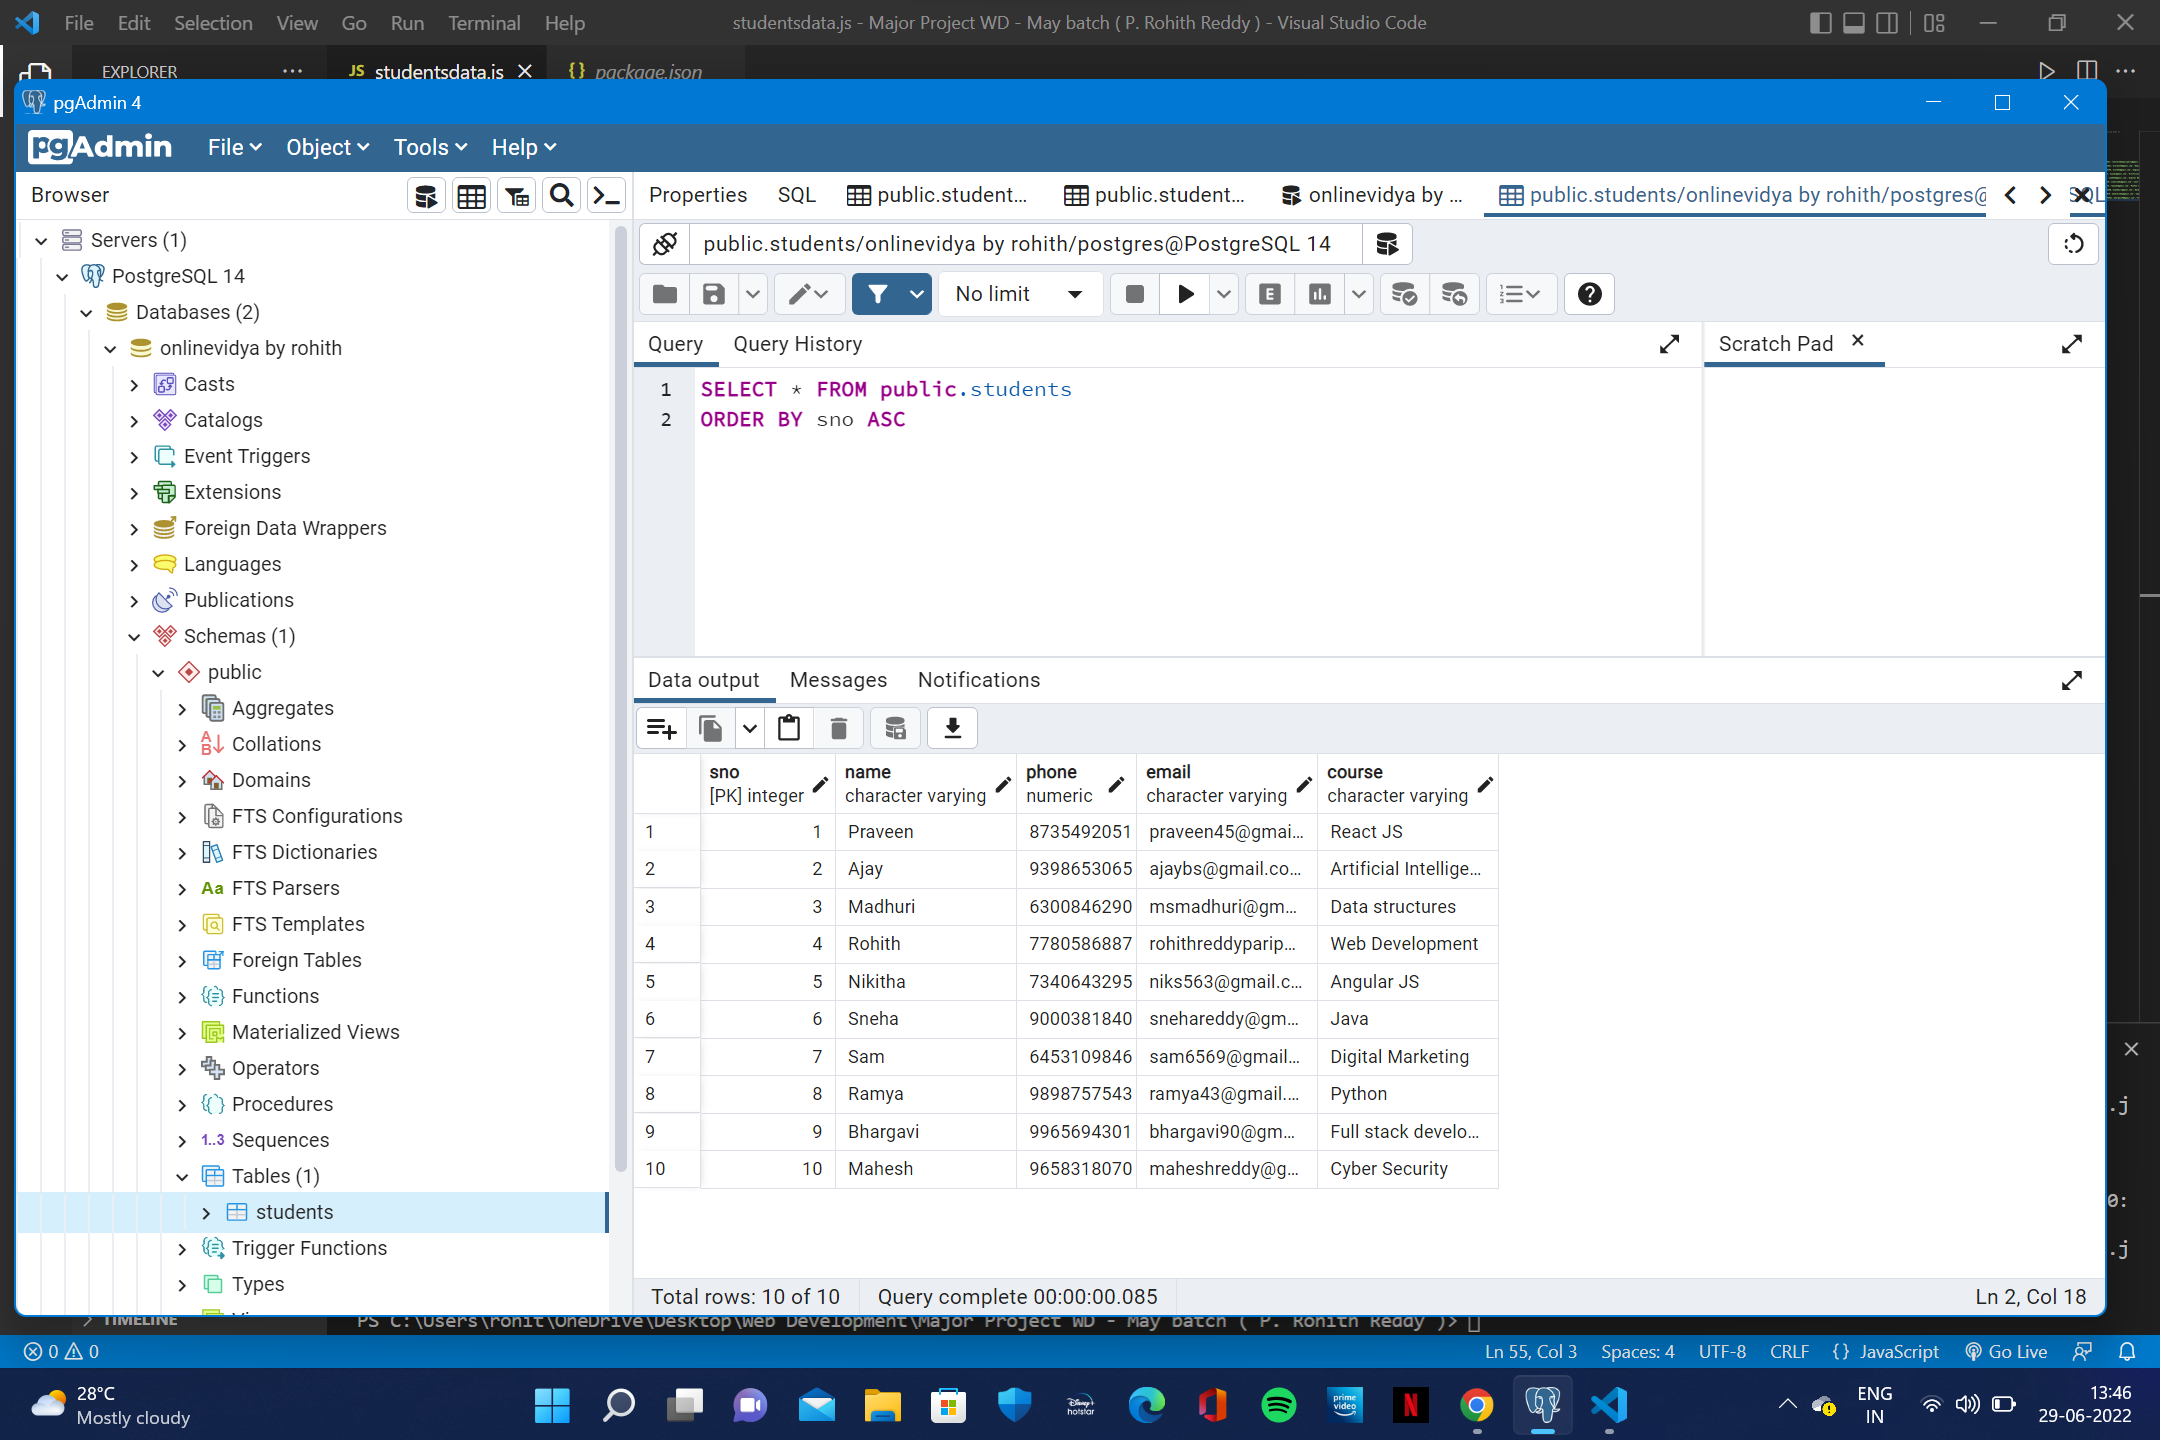 File Edit Selection View Go Run Terminal Help
studentsdata.js - Major Project WD - May batch ( P. Rohith Reddy ) - Visual Studio Code
EXPLORER ··· JS studentsdata.js {} package.json ···
pgAdmin 4
pgAdmin File Object Tools Help
Browser
Properties SQL public.student... public.student... onlinevidya by ... public.students/onlinevidya by rohith/postgres@ SQL
Servers (1)
PostgreSQL 14
Databases (2)
onlinevidya by rohith
Casts
Catalogs
Event Triggers
Extensions
Foreign Data Wrappers
Languages
Publications
Schemas (1)
public
Aggregates
Collations
Domains
FTS Configurations
FTS Dictionaries
Aa FTS Parsers
FTS Templates
Foreign Tables
Functions
Materialized Views
Operators
Procedures
1..3 Sequences
Tables (1)
students
Trigger Functions
Types
public.students/onlinevidya by rohith/postgres@PostgreSQL 14
No limit E
Query Query History Scratch Pad
1 SELECT * FROM public.students
2 ORDER BY sno ASC
Data output Messages Notifications
sno name phone email course
[PK] integer character varying numeric character varying character varying
1 1 Praveen 8735492051 praveen45@gmai... React JS
2 2 Ajay 9398653065 ajaybs@gmail.co... Artificial Intellige...
3 3 Madhuri 6300846290 msmadhuri@gm... Data structures
4 4 Rohith 7780586887 rohithreddyparip... Web Development
5 5 Nikitha 7340643295 niks563@gmail.c... Angular JS
6 6 Sneha 9000381840 snehareddy@gm... Java
7 7 Sam 6453109846 sam6569@gmail... Digital Marketing
8 8 Ramya 9898757543 ramya43@gmail.... Python
9 9 Bhargavi 9965694301 bhargavi90@gm... Full stack develo...
10 10 Mahesh 9658318070 maheshreddy@g... Cyber Security
Total rows: 10 of 10 Query complete 00:00:00.085 Ln 2, Col 18
.j
0:
.j
TIMELINE
PS C:\Users\rohit\OneDrive\Desktop\Web Development\Major Project WD - May batch ( P. Rohith Reddy )>
0 0 Ln 55, Col 3 Spaces: 4 UTF-8 CRLF {} JavaScript Go Live
28°C
Mostly cloudy
Disney+ hotstar
prime video
N
ENG
IN
13:46
29-06-2022